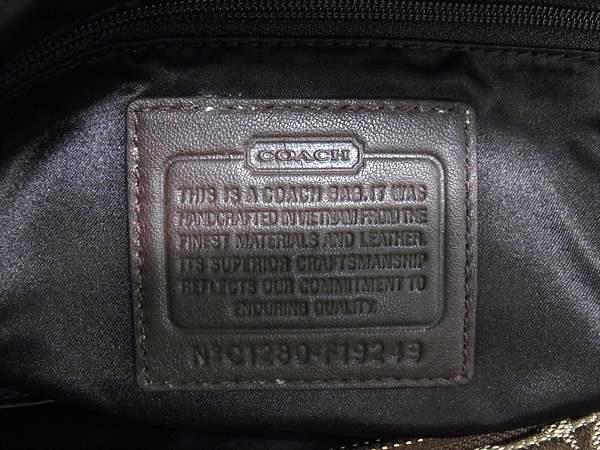 COACH
THIS IS A COACH BAG. IT WAS
HANDCRAFTED IN VIETNAM FROM THE
FINEST MATERIALS AND LEATHER.
ITS SUPERIOR CRAFTSMANSHIP
REFLECTS OUR COMMITMENT TO
ENDURING QUALITY.
Nº C1280-F19249